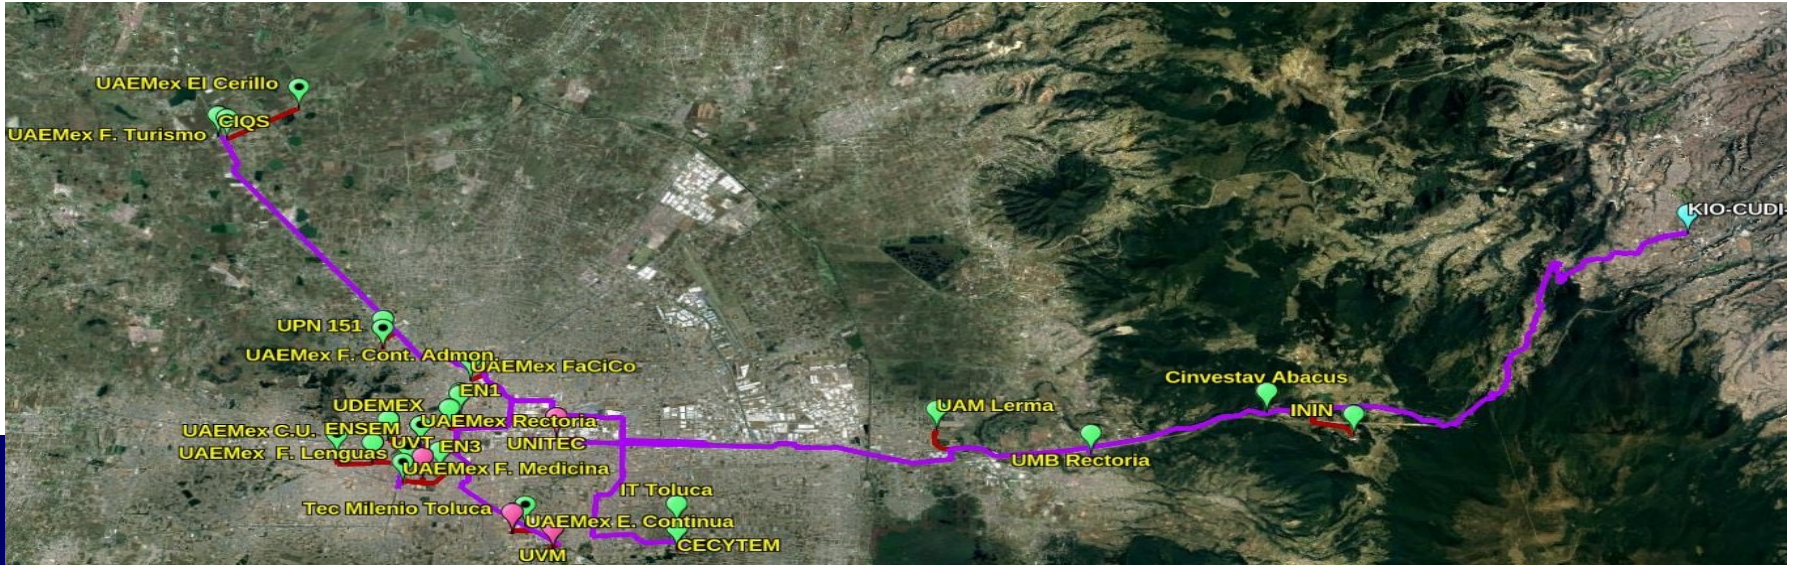 UAEMex El Cerillo
CIQS
UAEMex F. Turismo
KIO-CUDI-
UPN 151
UAEMex F. Cont. Admon.
UAEMex FaCiCo
Cinvestav Abacus
EN1
UDEMEX
UAM Lerma
ININ
UAEMex Rectoria
UAEMex C.U.
ENSEM
UVT
EN3
UNITEC
UAEMex F. Lenguas
UMB Rectoria
UAEMex F. Medicina
IT Toluca
Tec Milenio Toluca
UAEMex E. Continua
CECYTEM
UVM